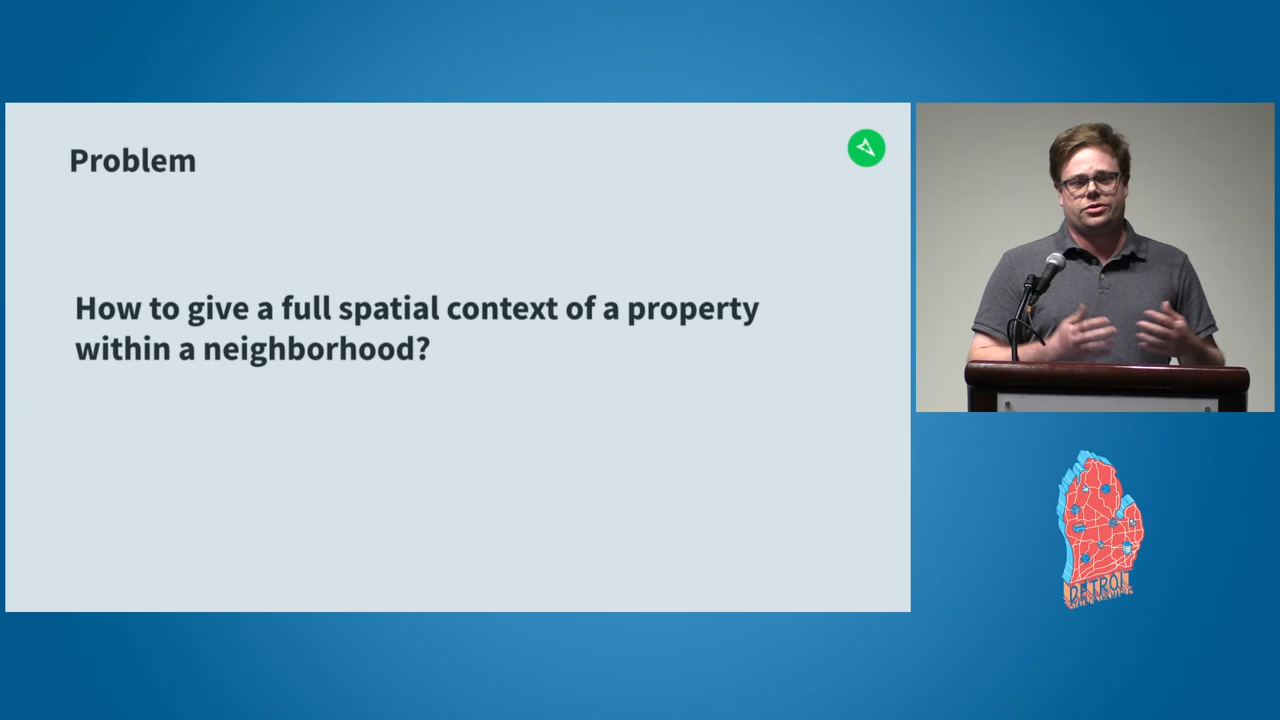 Problem
How to give a full spatial context of a property
within a neighborhood?
DETROIT